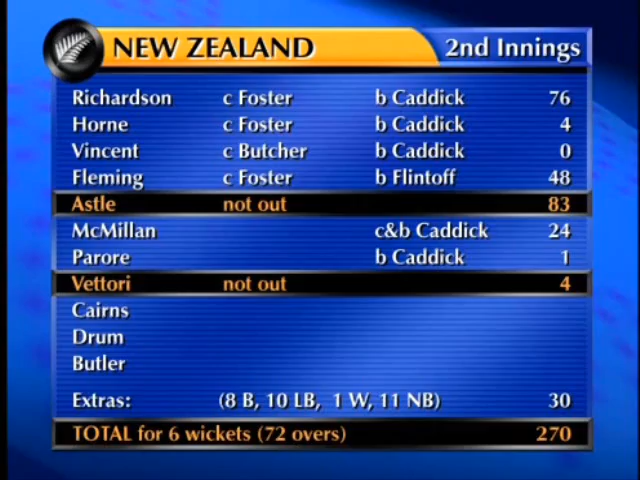 NEW ZEALAND 2nd Innings
Richardson c Foster b Caddick 76
Horne c Foster b Caddick 4
Vincent c Butcher b Caddick 0
Fleming c Foster b Flintoff 48
Astle not out 83
McMillan c&b Caddick 24
Parore b Caddick 1
Vettori not out 4
Cairns
Drum
Butler
Extras: (8 B, 10 LB, 1 W, 11 NB) 30
TOTAL for 6 wickets (72 overs) 270